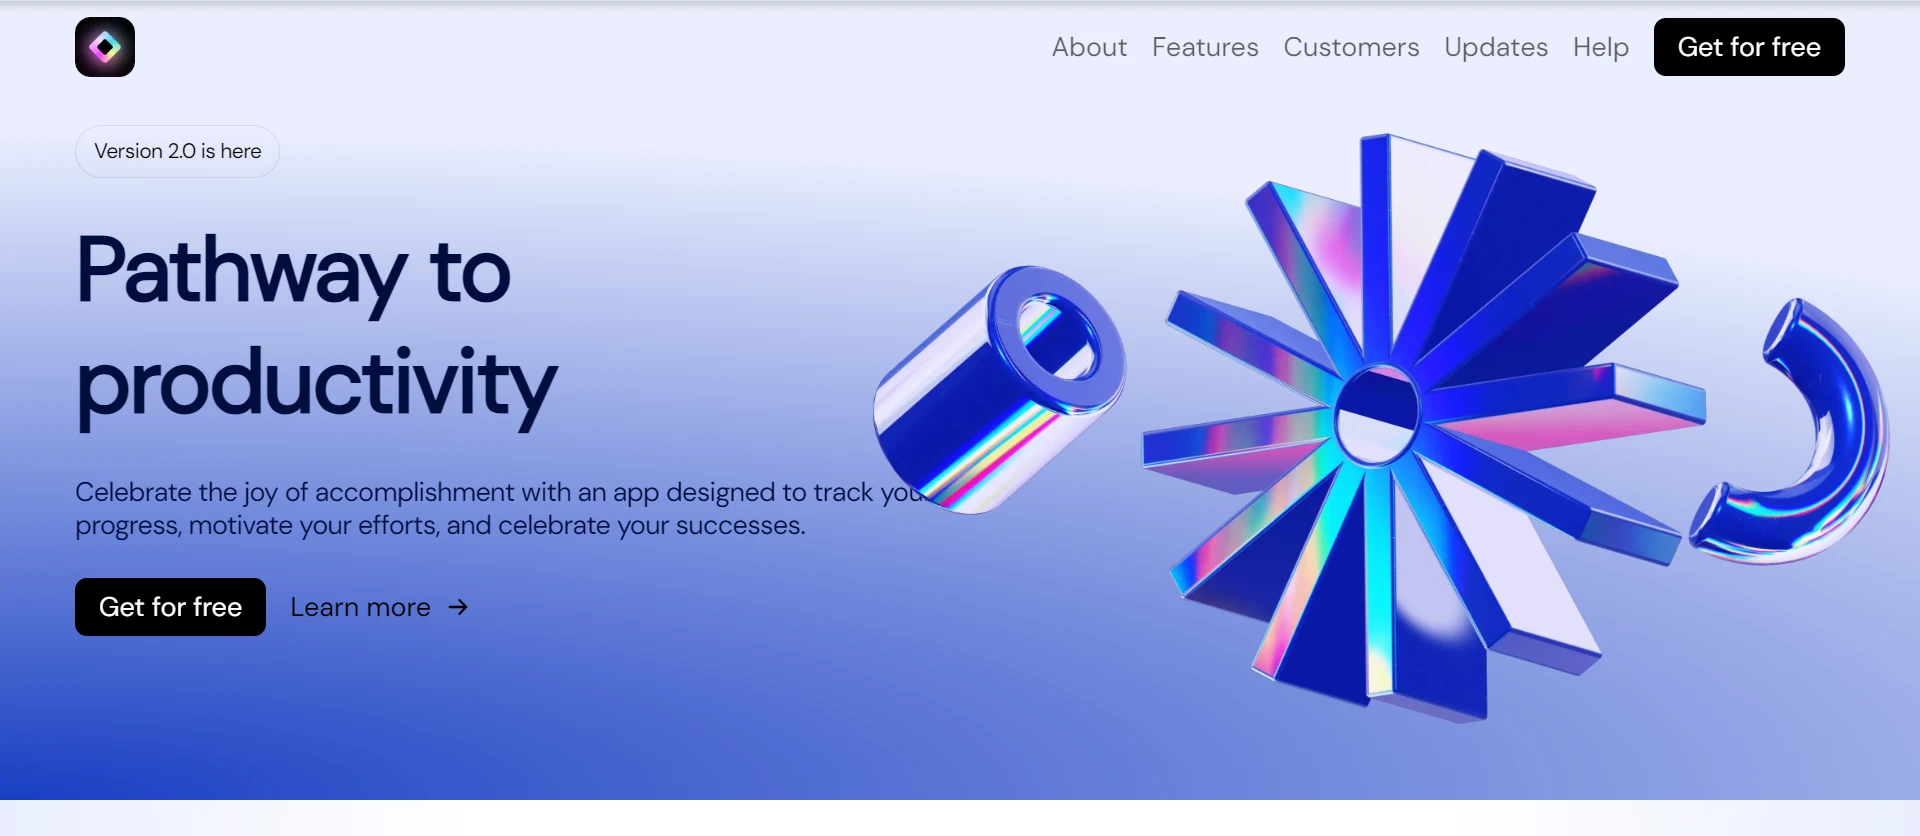 About Features Customers Updates Help Get for free
Version 2.0 is here
Pathway to
productivity
Celebrate the joy of accomplishment with an app designed to track
progress, motivate your efforts, and celebrate your successes.
Get for free Learn more →